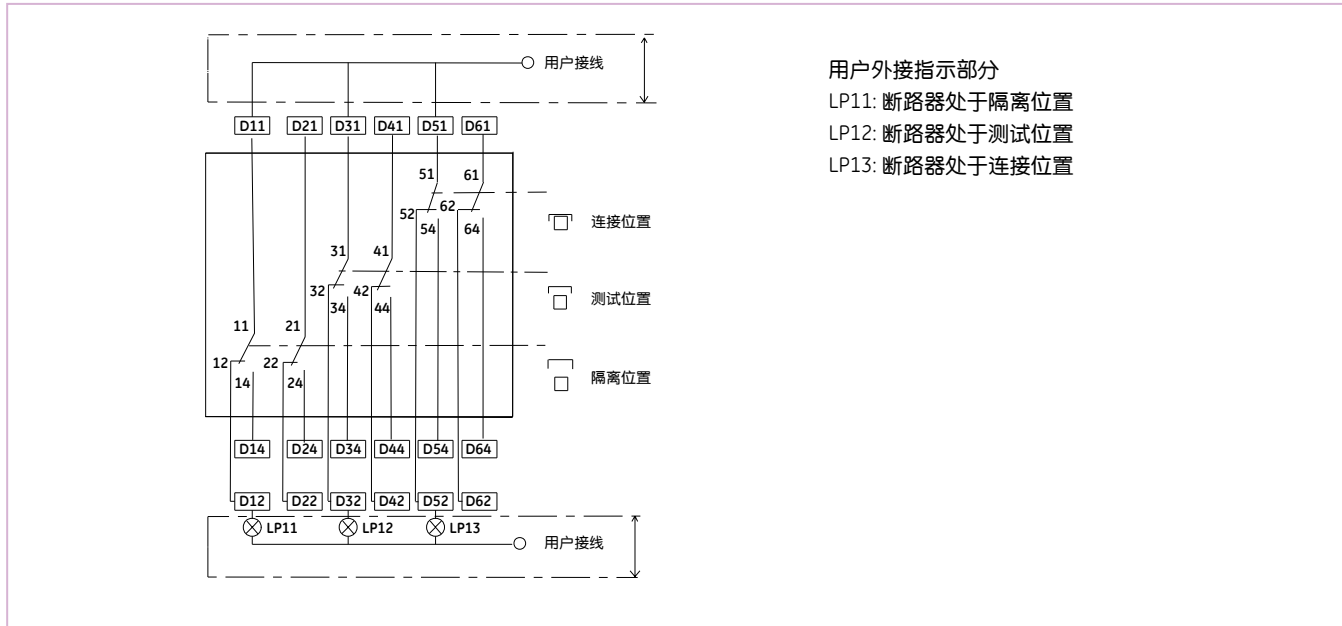 用户接线
用户外接指示部分
LP11: 断路器处于隔离位置
LP12: 断路器处于测试位置
LP13: 断路器处于连接位置
D11 D21 D31 D41 D51 D61
51 61
52 62
54 64
连接位置
31 41
32 42
34 44
测试位置
11 21
12 22
14 24
隔离位置
D14 D24 D34 D44 D54 D64
D12 D22 D32 D42 D52 D62
LP11 LP12 LP13
用户接线